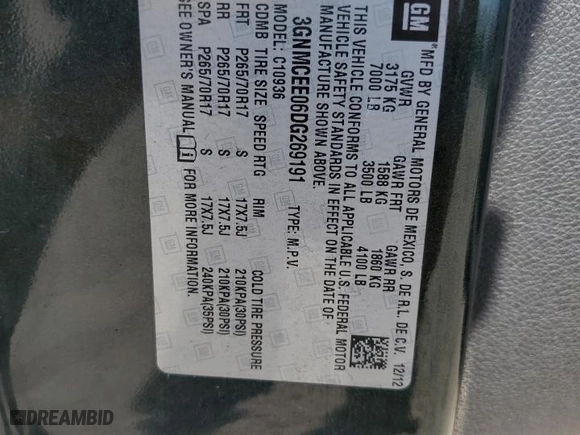 GM
MFD BY GENERAL MOTORS DE MEXICO, S. DE R.L. DE C.V. 12/12
GVWR GAWR FRT GAWR RR
3175 KG 1588 KG 1860 KG
7000 LB 3500 LB 4100 LB
THIS VEHICLE CONFORMS TO ALL APPLICABLE U.S. FEDERAL MOTOR
VEHICLE SAFETY STANDARDS IN EFFECT ON THE DATE OF
MANUFACTURE SHOWN ABOVE.
3GNMCEE06DG269191 TYPE: M.P.V.
CDMB C10936
TIRE SIZE SPEED RTG RIM COLD TIRE PRESSURE
FRT P265/70R17 S 17X7.5J 210KPA(30PSI)
RR P265/70R17 S 17X7.5J 210KPA(30PSI)
SPA P265/70R17 S 17X7.5J 240KPA(35PSI)
SEE OWNER'S MANUAL FOR MORE INFORMATION.
DREAMBID